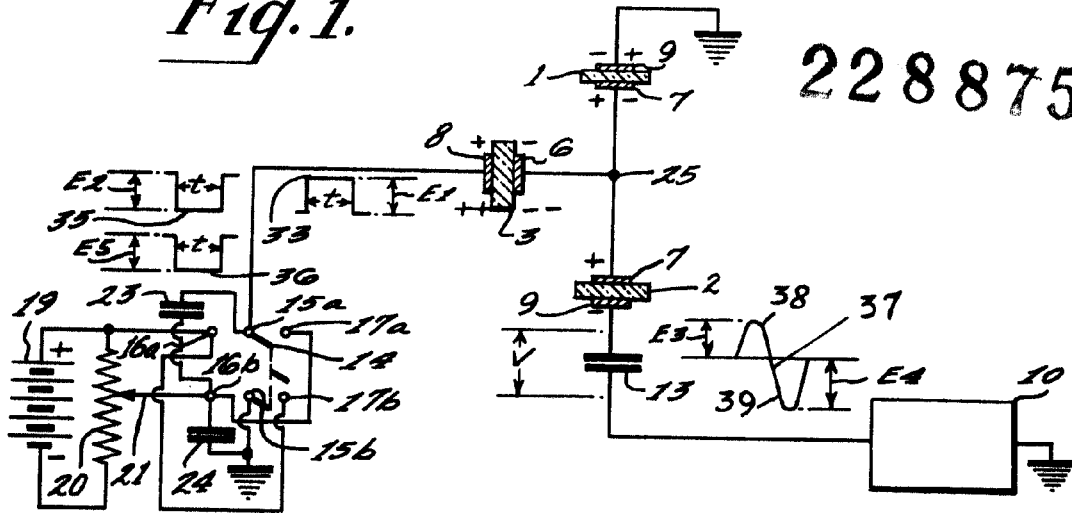 Fig. 1.
228875
1
9
7
- +
+ -
8
6
+ -
++ --
3
25
E2
t
35
33
t
E1
E5
t
36
23
15a
17a
16a
14
16b
17b
19
+
-
20
21
24
15b
+
7
2
9
-
V
13
E3
38
37
39
E4
10